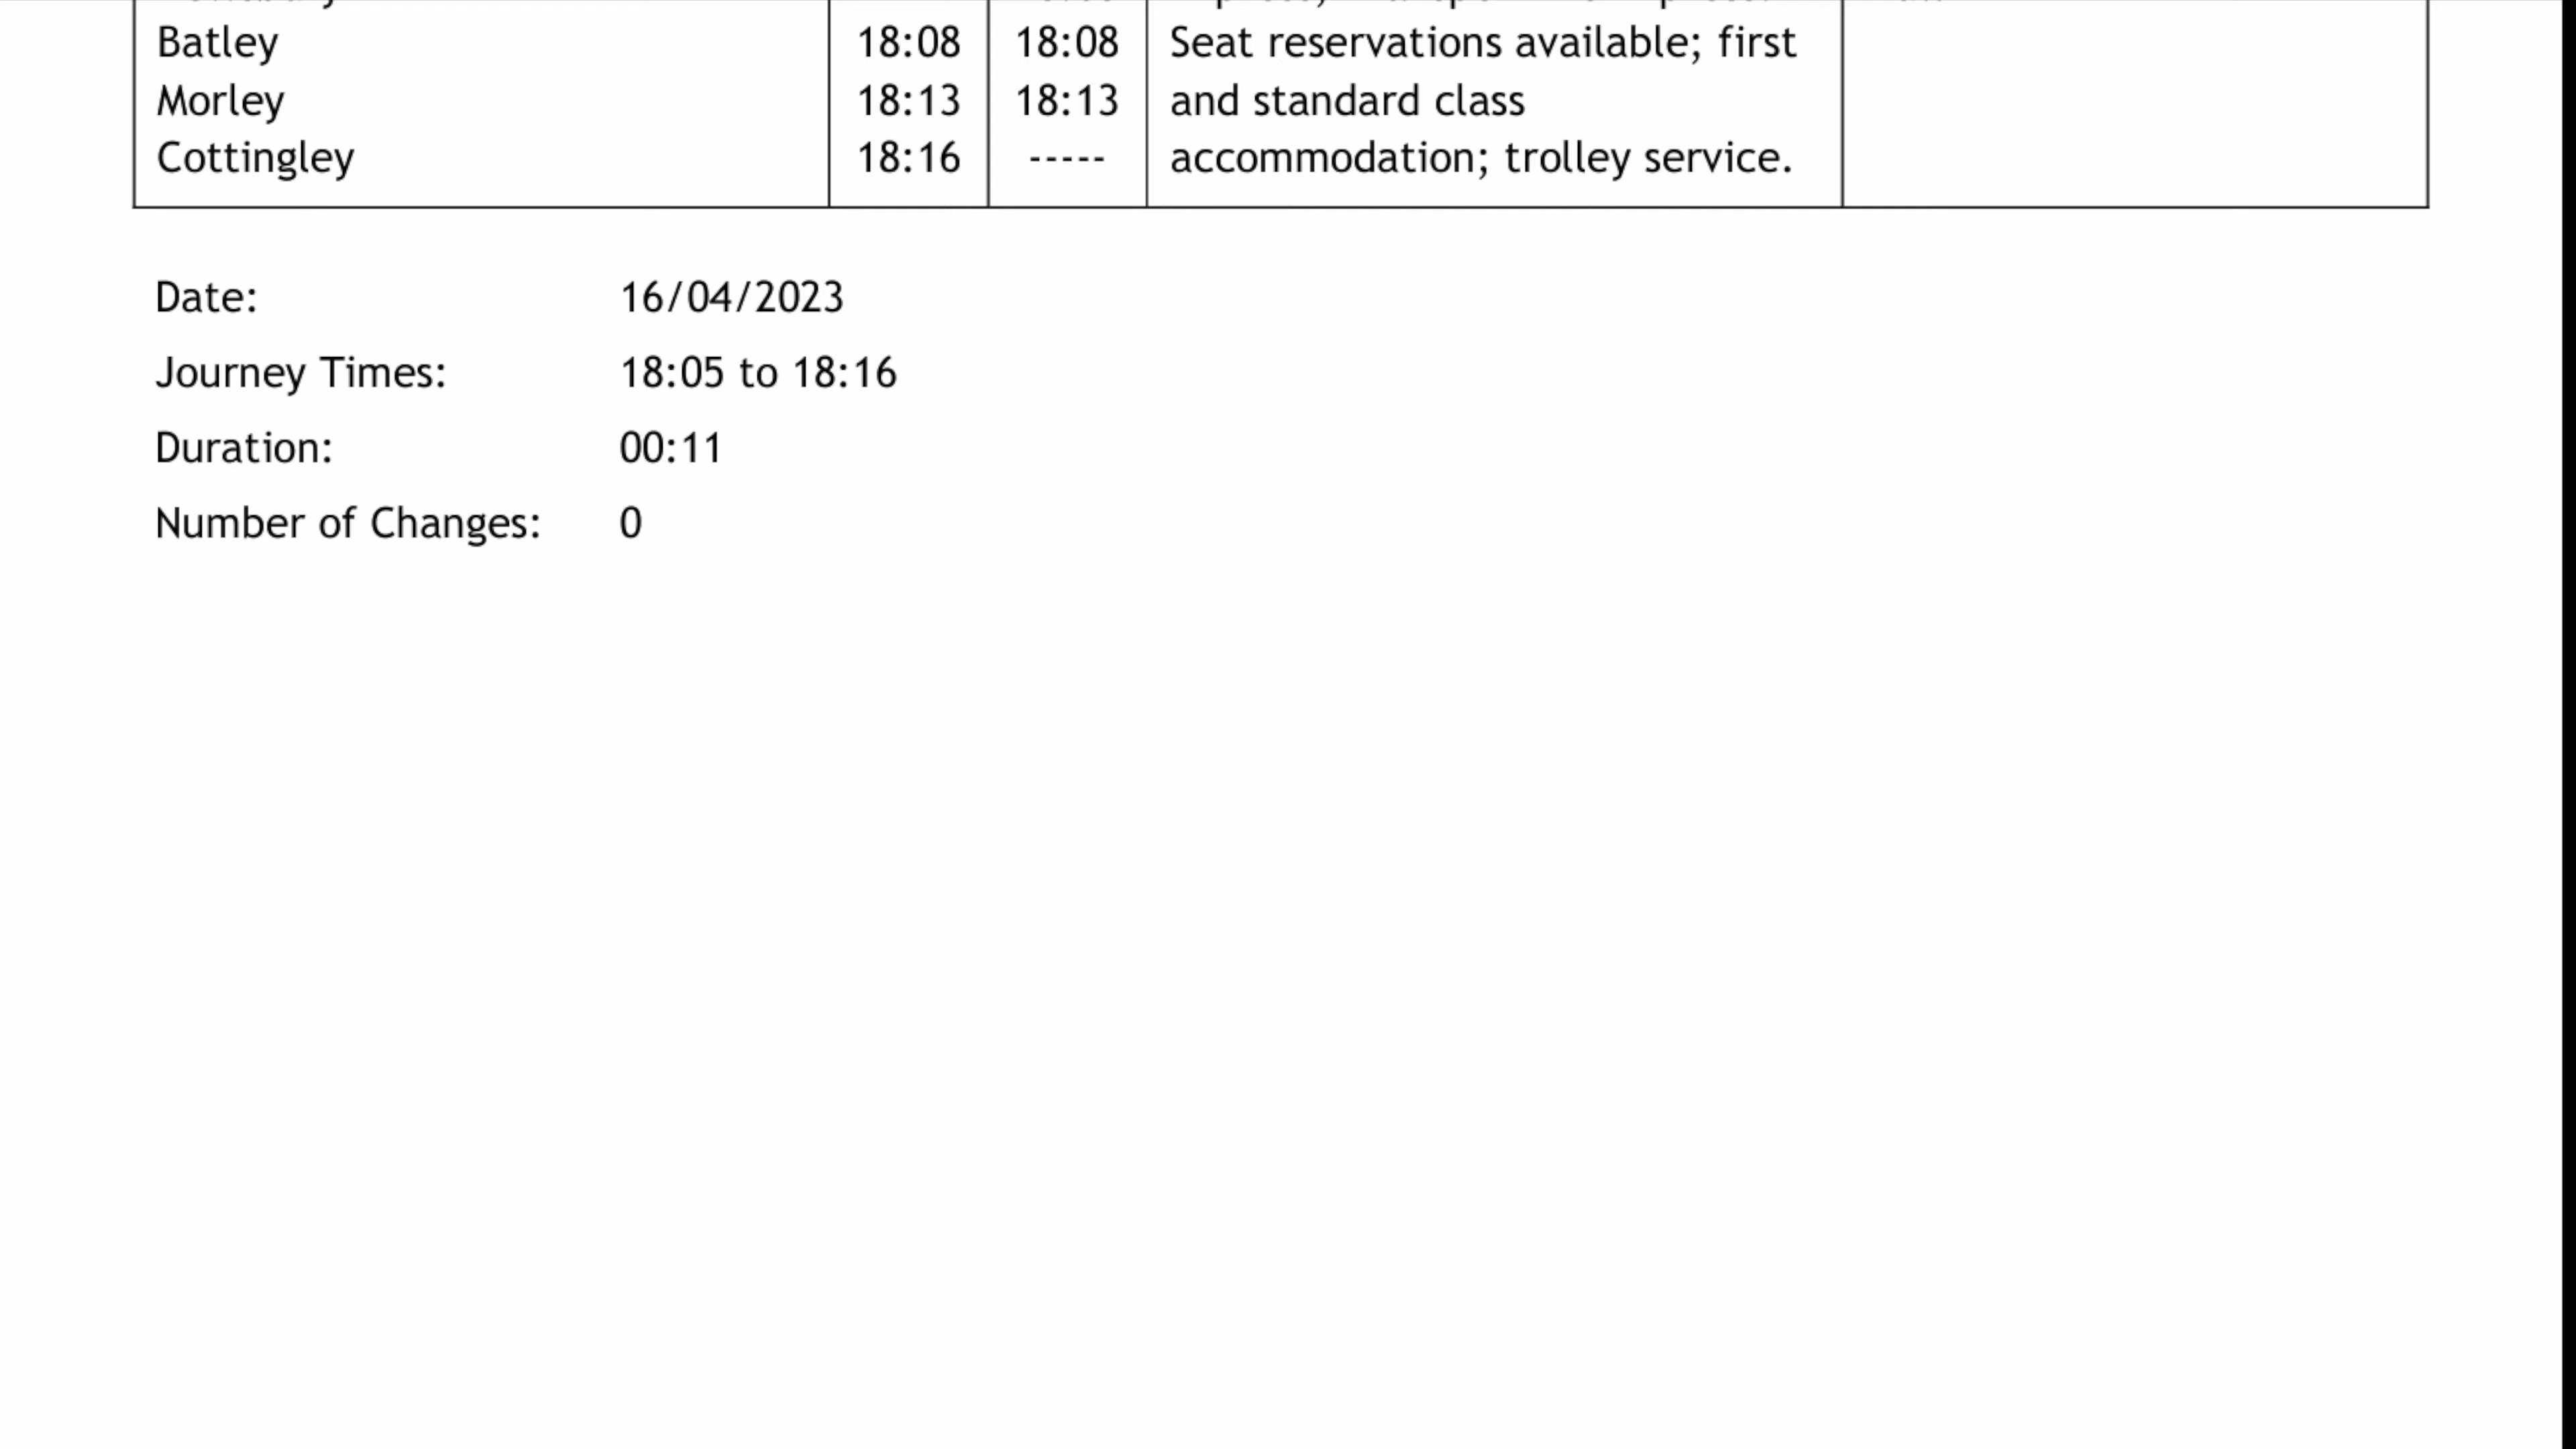 Batley 18:08 18:08 Seat reservations available; first
Morley 18:13 18:13 and standard class
Cottingley 18:16 ----- accommodation; trolley service.
Date: 16/04/2023
Journey Times: 18:05 to 18:16
Duration: 00:11
Number of Changes: 0